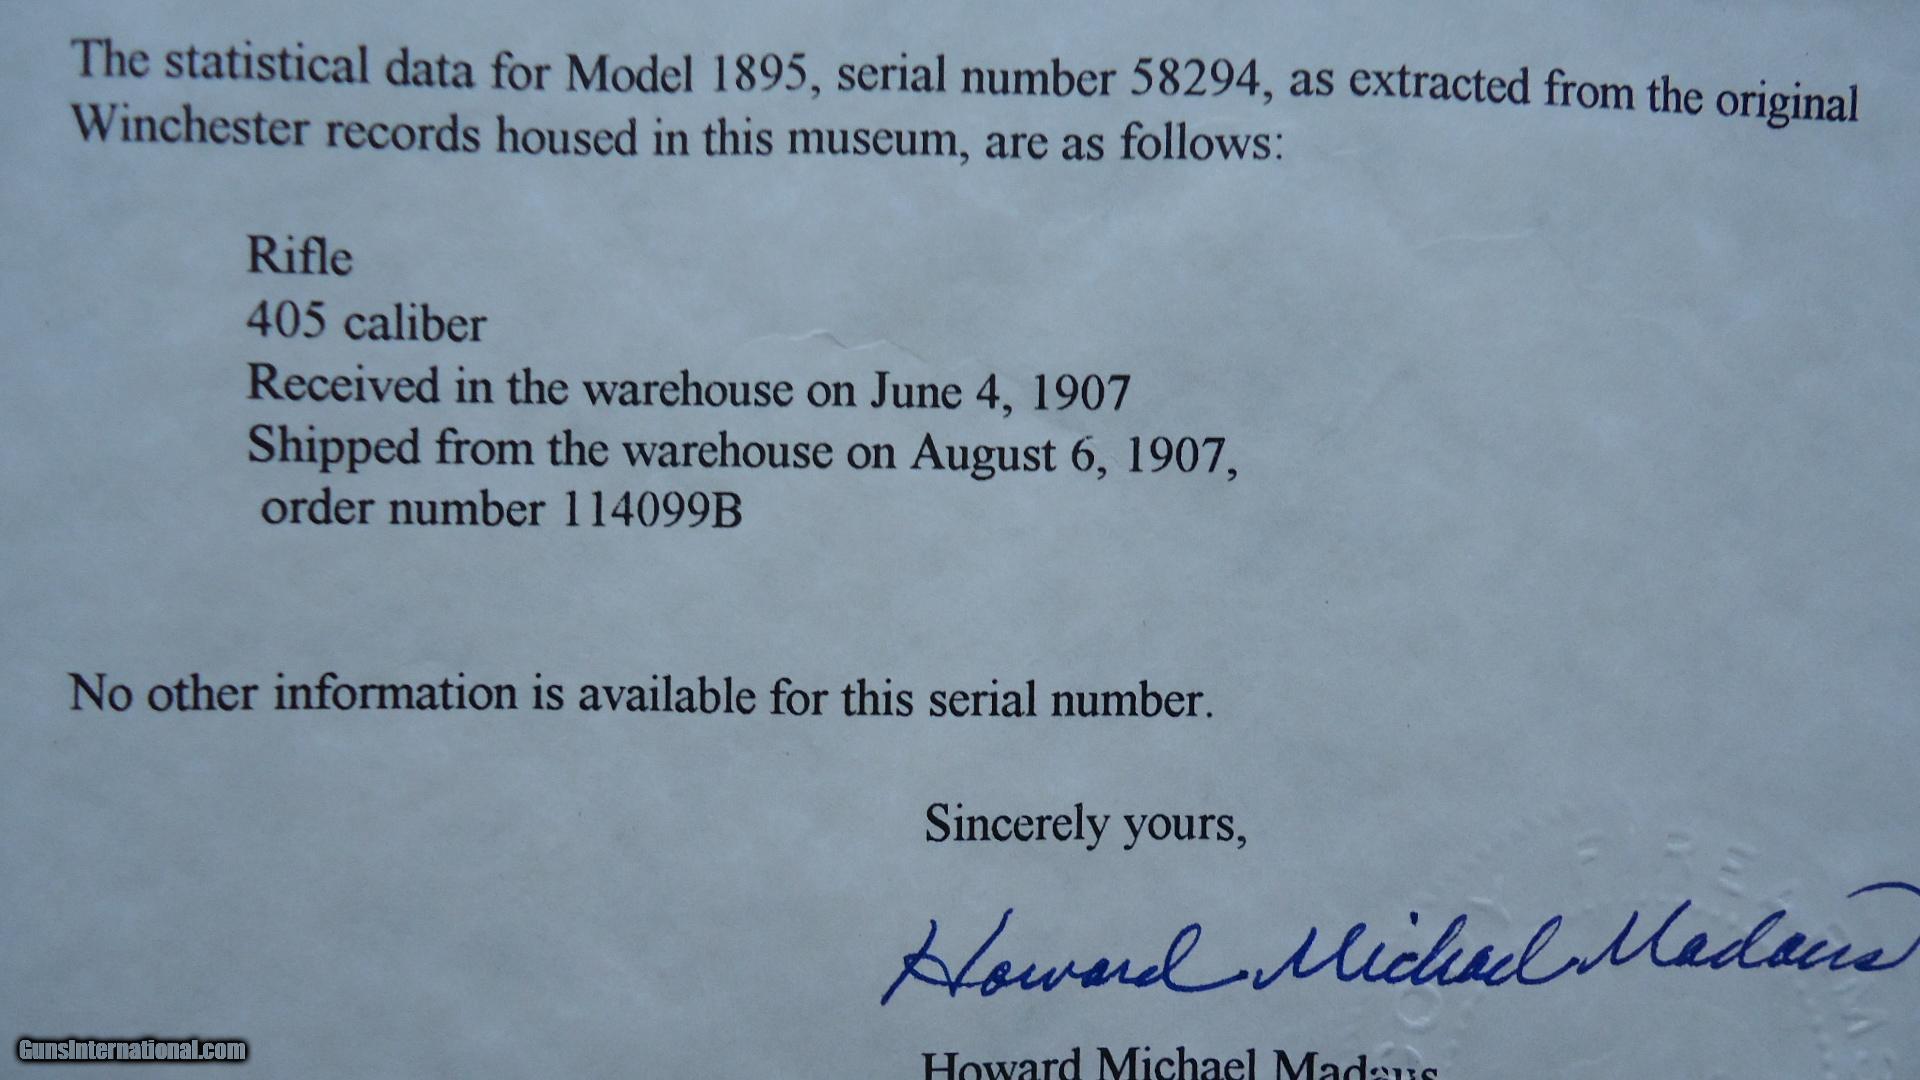 The statistical data for Model 1895, serial number 58294, as extracted from the original
Winchester records housed in this museum, are as follows:
Rifle
405 caliber
Received in the warehouse on June 4, 1907
Shipped from the warehouse on August 6, 1907,
order number 114099B
No other information is available for this serial number.
Sincerely yours,
Howard Michael Madaus
Howard Michael Madaus
GunsInternational.com